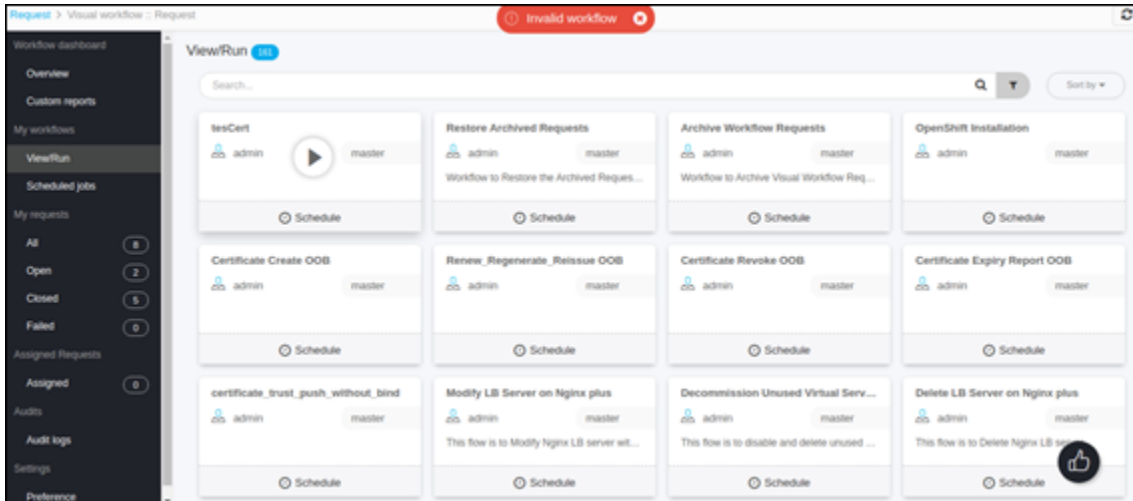 Request > Visual workflow :: Request
Invalid workflow
Workflow dashboard
Overview
Custom reports
My workflows
View/Run
Scheduled jobs
My requests
All 8
Open 2
Closed 5
Failed 0
Assigned Requests
Assigned 0
Audits
Audit logs
Settings
Preference
View/Run 161
Search...
Sort by
tesCert
admin master
Schedule
Restore Archived Requests
admin master
Workflow to Restore the Archived Reques...
Schedule
Archive Workflow Requests
admin master
Workflow to Archive Visual Workflow Req...
Schedule
OpenShift Installation
admin master
Schedule
Certificate Create OOB
admin master
Schedule
Renew_Regenerate_Reissue OOB
admin master
Schedule
Certificate Revoke OOB
admin master
Schedule
Certificate Expiry Report OOB
admin master
Schedule
certificate_trust_push_without_bind
admin master
Schedule
Modify LB Server on Nginx plus
admin master
This flow is to Modify Nginx LB server wit...
Schedule
Decommission Unused Virtual Serv...
admin master
This flow is to disable and delete unused ...
Schedule
Delete LB Server on Nginx plus
admin master
This flow is to Delete Nginx LB
Schedule